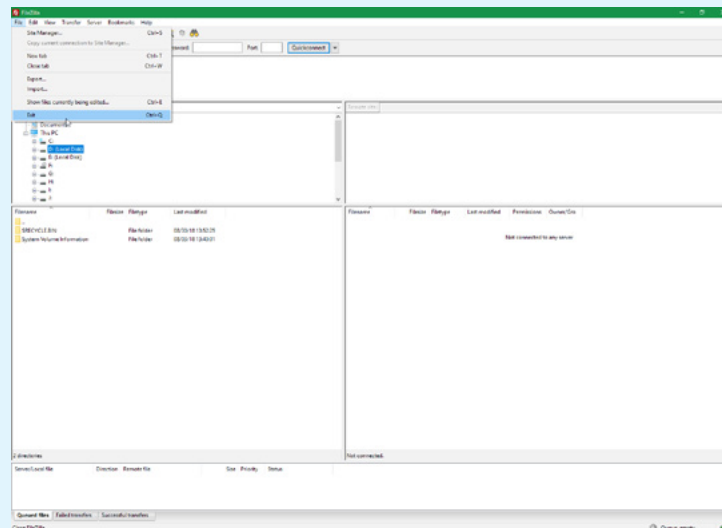 FileZilla
File Edit View Transfer Server Bookmarks Help
Site Manager... Ctrl+S
Copy current connection to Site Manager...
New tab Ctrl+T
Close tab Ctrl+W
Export...
Import...
Show files currently being edited... Ctrl+E
Exit Ctrl+Q
Port:
Quickconnect
Remote site:
Documents
This PC
C:
D: (Local Disk)
E: (Local Disk)
Filename Filesize Filetype Last modified
..
$RECYCLE.BIN File folder
System Volume Information File folder
2 directories
Filename Filesize Filetype Last modified Permissions Owner/Gro
Not connected to any server
Not connected.
Server/Local file Direction Remote file Size Priority Status
Queued files Failed transfers Successful transfers
Close FileZilla
Queue: empty